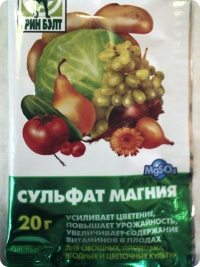 ГРИН БЭЛТ
MgSO4
СУЛЬФАТ МАГНИЯ
20 г
УСИЛИВАЕТ ЦВЕТЕНИЕ,
ПОВЫШАЕТ УРОЖАЙНОСТЬ,
УВЕЛИЧИВАЕТ СОДЕРЖАНИЕ
ВИТАМИНОВ В ПЛОДАХ
ДЛЯ ОВОЩНЫХ, ПЛОДОВЫХ,
ЯГОДНЫХ И ЦВЕТОЧНЫХ КУЛЬТУР